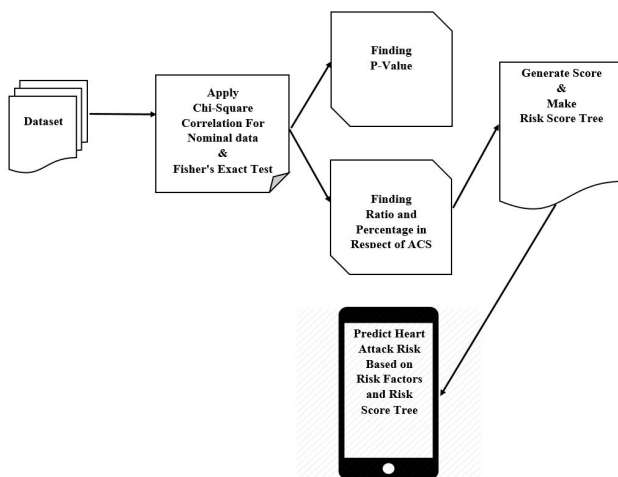 Dataset
Apply
Chi-Square
Correlation For
Nominal data
&
Fisher's Exact Test
Finding
P-Value
Finding
Ratio and
Percentage in
Respect of ACS
Generate Score
&
Make
Risk Score Tree
Predict Heart
Attack Risk
Based on
Risk Factors
and Risk
Score Tree